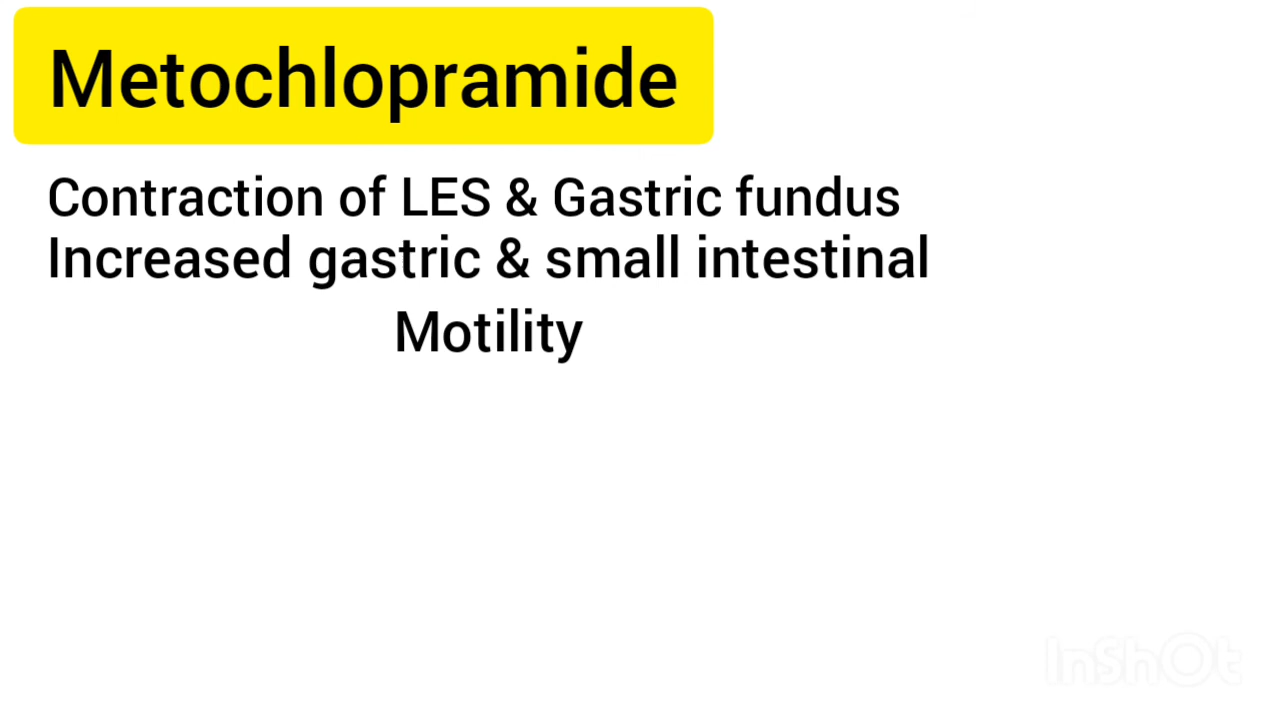 Metochlopramide
Contraction of LES & Gastric fundus
Increased gastric & small intestinal
Motility
InShOt